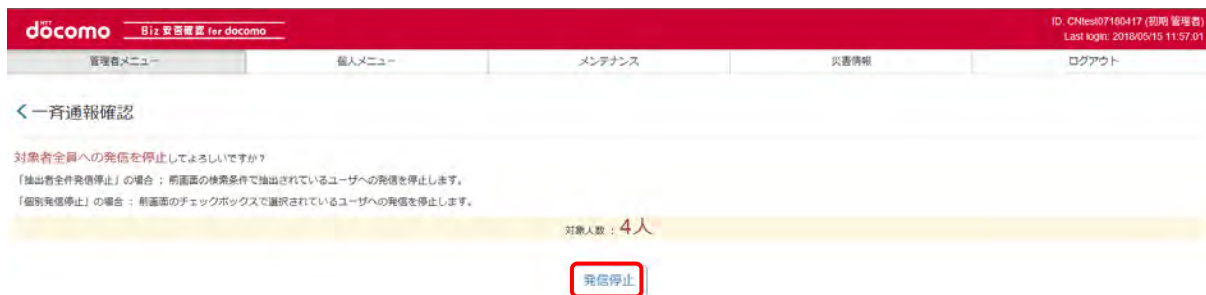 NTT
döcomo Biz 安否確認 for docomo
ID: CNtest07160417 (初期 管理者)
Last login: 2018/05/15 11:57:01
管理者メニュー 個人メニュー メンテナンス 災害情報 ログアウト
く一斉通報確認
対象者全員への発信を停止してよろしいですか?
「抽出者全件発信停止」の場合 : 前画面の検索条件で抽出されているユーザへの発信を停止します。
「個別発信停止」の場合 : 前画面のチェックボックスで選択されているユーザへの発信を停止します。
対象人数 : 4人
発信停止